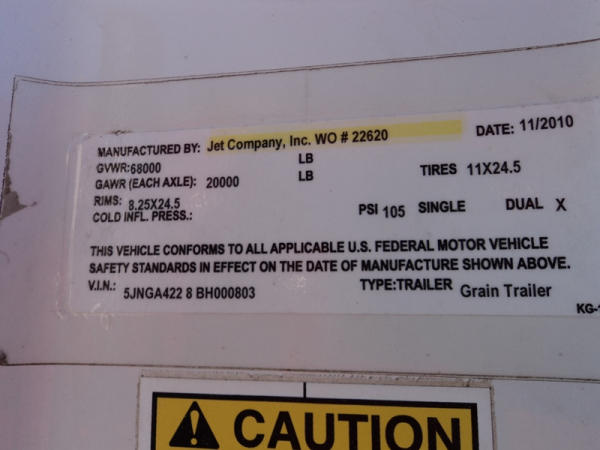 MANUFACTURED BY: Jet Company, Inc. WO # 22620 DATE: 11/2010
GVWR:68000 LB
GAWR (EACH AXLE): 20000 LB TIRES 11X24.5
RIMS: 8.25X24.5
COLD INFL. PRESS.: PSI 105 SINGLE DUAL X
THIS VEHICLE CONFORMS TO ALL APPLICABLE U.S. FEDERAL MOTOR VEHICLE
SAFETY STANDARDS IN EFFECT ON THE DATE OF MANUFACTURE SHOWN ABOVE.
V.I.N.: 5JNGA422 8 BH000803 TYPE:TRAILER Grain Trailer
CAUTION